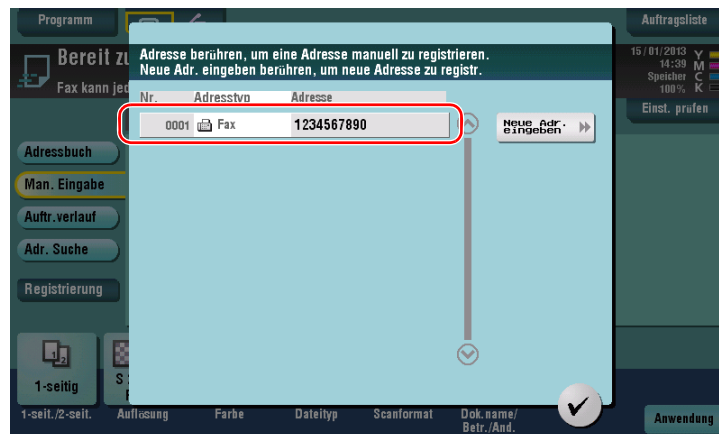 Programm
Auftragsliste
Bereit zu
Fax kann jed
Adresse berühren, um eine Adresse manuell zu registrieren.
Neue Adr. eingeben berühren, um neue Adresse zu registr.
15/01/2013
14:39
Speicher
100%
Y
M
C
K
Einst. prüfen
Nr. Adresstyp Adresse
0001 Fax 1234567890
Neue Adr.
eingeben
Adressbuch
Man. Eingabe
Auftr.verlauf
Adr. Suche
Registrierung
1-seitig
1-seit./2-seit. Auflösung Farbe Dateityp Scanformat Dok.name/
Betr./Änd.
Anwendung